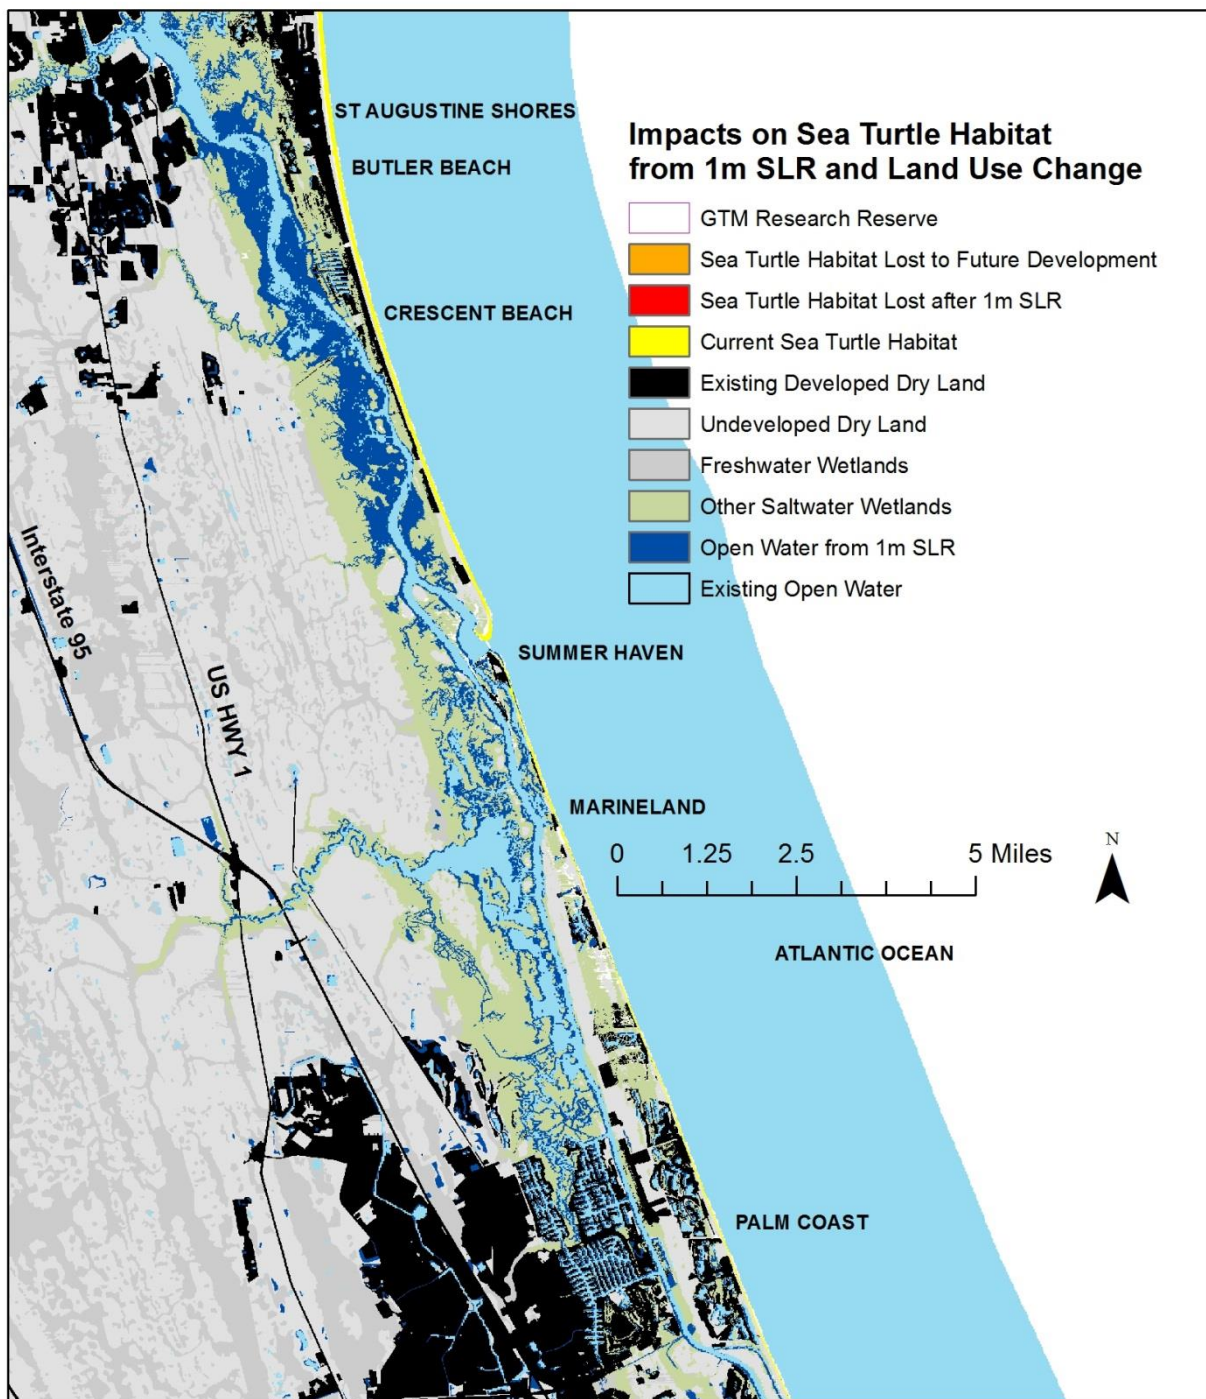 ST AUGUSTINE SHORES
BUTLER BEACH
CRESCENT BEACH
Impacts on Sea Turtle Habitat
from 1m SLR and Land Use Change
GTM Research Reserve
Sea Turtle Habitat Lost to Future Development
Sea Turtle Habitat Lost after 1m SLR
Current Sea Turtle Habitat
Existing Developed Dry Land
Undeveloped Dry Land
Freshwater Wetlands
Other Saltwater Wetlands
Open Water from 1m SLR
Existing Open Water
Interstate 95
US HWY 1
SUMMER HAVEN
MARINELAND
0 1.25 2.5 5 Miles
N
ATLANTIC OCEAN
PALM COAST